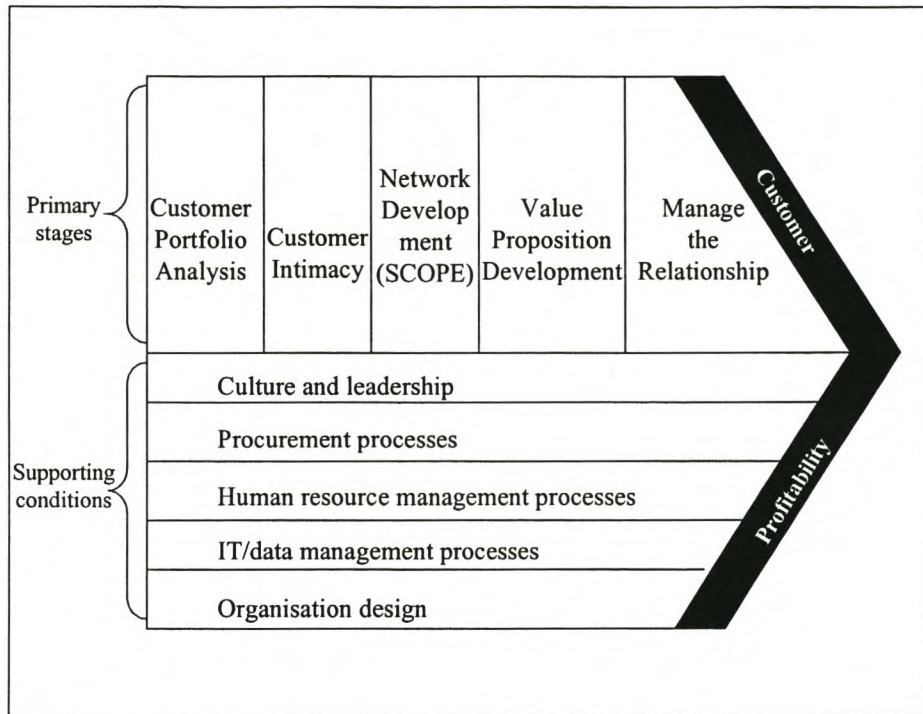 Primary
stages
Customer
Portfolio
Analysis
Customer
Intimacy
Network
Develop
ment
(SCOPE)
Value
Proposition
Development
Manage
the
Relationship
Customer
Profitability
Supporting
conditions
Culture and leadership
Procurement processes
Human resource management processes
IT/data management processes
Organisation design